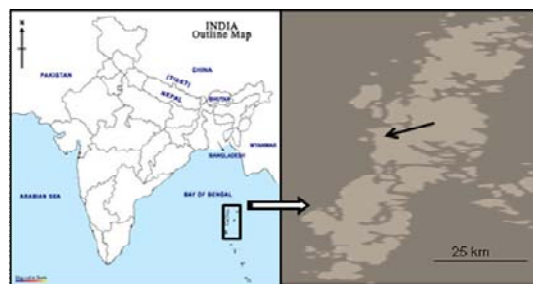 N
INDIA
Outline Map
PAKISTAN
CHINA
(TIBET)
NEPAL
BHUTAN
BANGLADESH
MYANMAR
ARABIAN SEA
BAY OF BENGAL
25 km